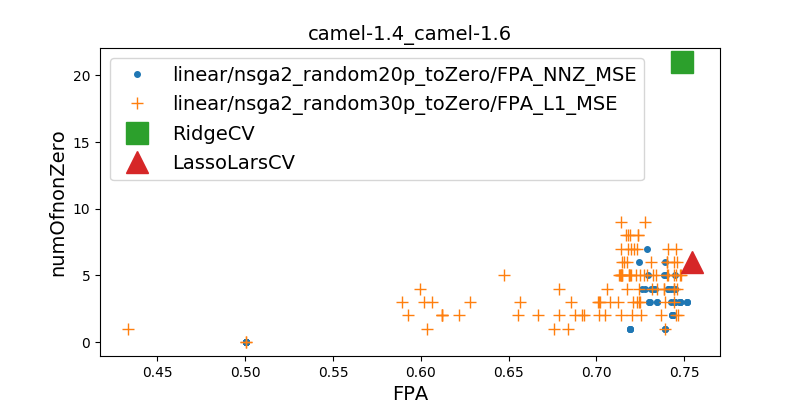 camel-1.4_camel-1.6
linear/nsga2_random20p_toZero/FPA_NNZ_MSE
linear/nsga2_random30p_toZero/FPA_L1_MSE
RidgeCV
LassoLarsCV
numOfnonZero
20
15
10
5
0
0.45 0.50 0.55 0.60 0.65 0.70 0.75
FPA